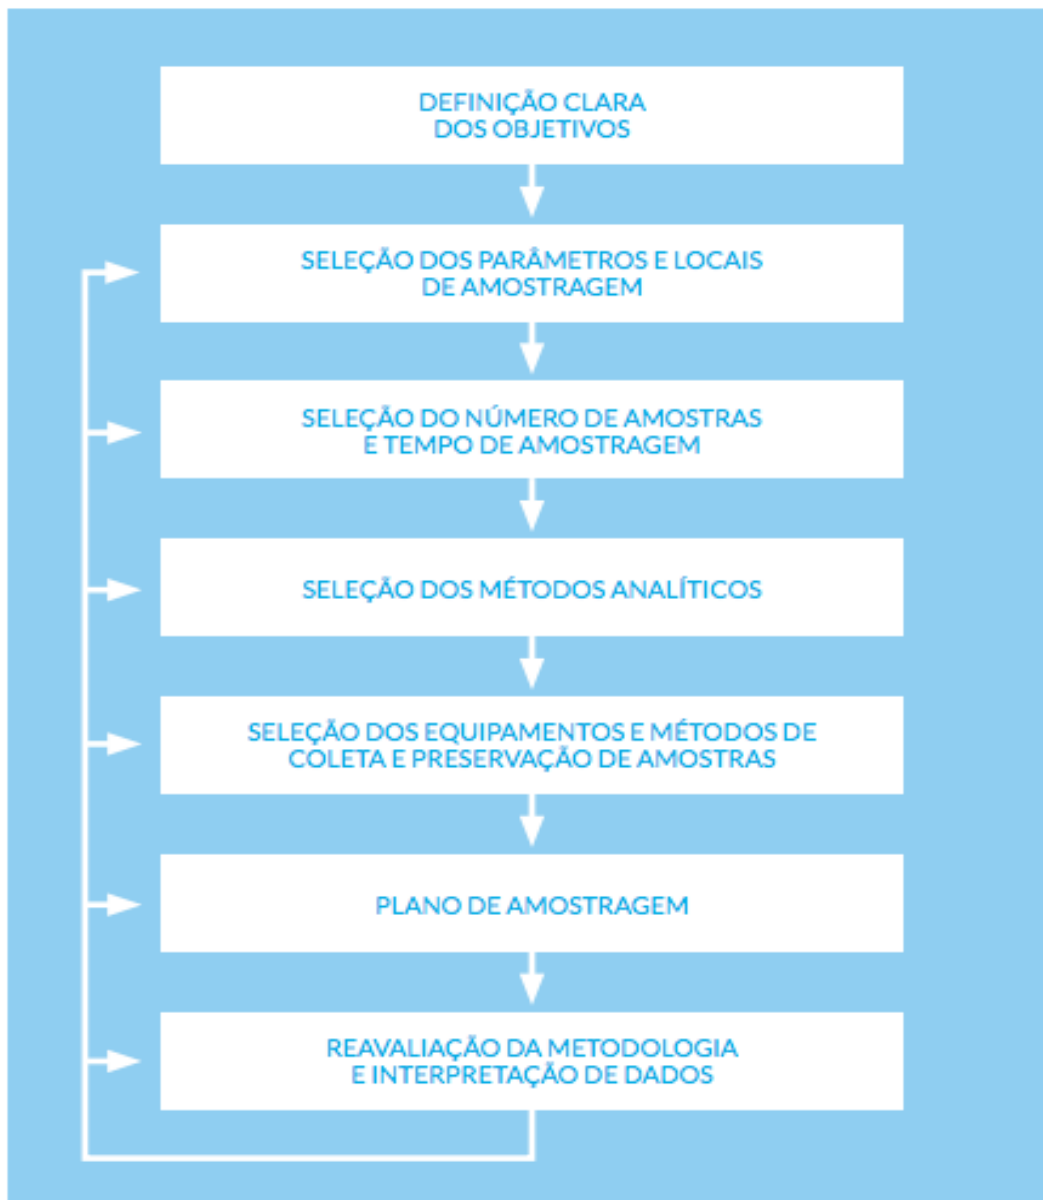 DEFINIÇÃO CLARA
DOS OBJETIVOS
SELEÇÃO DOS PARÂMETROS E LOCAIS
DE AMOSTRAGEM
SELEÇÃO DO NÚMERO DE AMOSTRAS
E TEMPO DE AMOSTRAGEM
SELEÇÃO DOS MÉTODOS ANALÍTICOS
SELEÇÃO DOS EQUIPAMENTOS E MÉTODOS DE
COLETA E PRESERVAÇÃO DE AMOSTRAS
PLANO DE AMOSTRAGEM
REAVALIAÇÃO DA METODOLOGIA
E INTERPRETAÇÃO DE DADOS